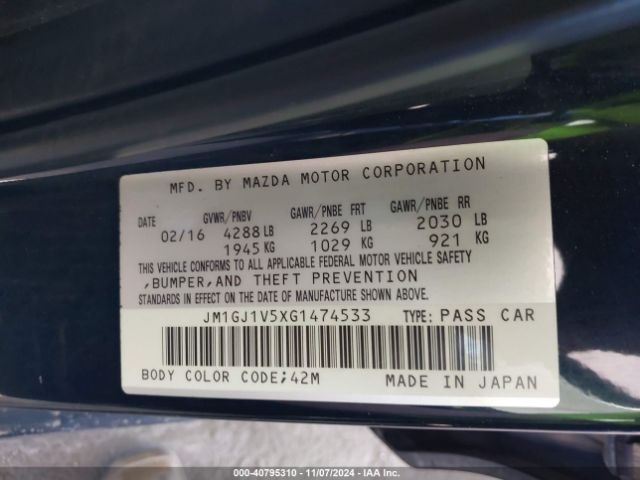 MFD. BY MAZDA MOTOR CORPORATION
DATE GVWR/PNBV GAWR/PNBE FRT GAWR/PNBE RR
02/16 4288 LB 2269 LB 2030 LB
1945 KG 1029 KG 921 KG
THIS VEHICLE CONFORMS TO ALL APPLICABLE FEDERAL MOTOR VEHICLE SAFETY
,BUMPER,AND THEFT PREVENTION
STANDARDS IN EFFECT ON THE DATE OF MANUFACTURE SHOWN ABOVE.
JM1GJ1V5XG1474533 TYPE: PASS CAR
BODY COLOR CODE;42M MADE IN JAPAN
000-40795310 - 11/07/2024 - IAA Inc.